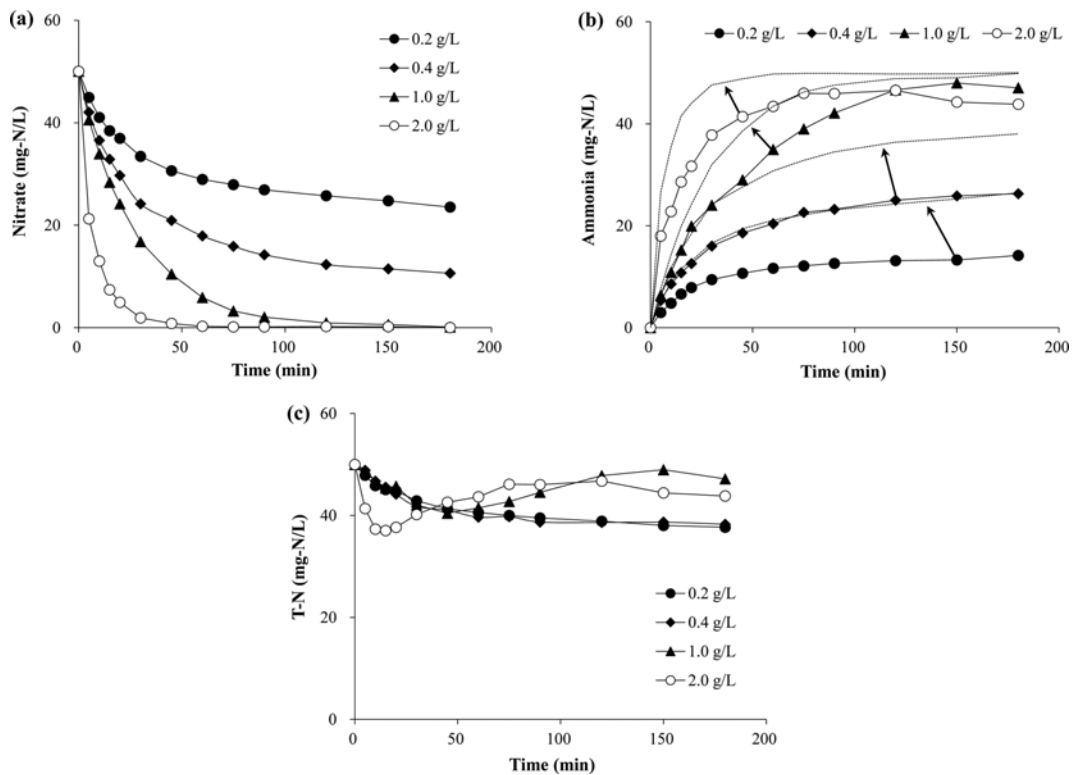 (a)
60
40
20
0
Nitrate (mg-N/L)
0.2 g/L
0.4 g/L
1.0 g/L
2.0 g/L
0 50 100 150 200
Time (min)
(b)
60
40
20
0
Ammonia (mg-N/L)
0.2 g/L 0.4 g/L 1.0 g/L 2.0 g/L
0 50 100 150 200
Time (min)
(c)
60
40
20
0
T-N (mg-N/L)
0.2 g/L
0.4 g/L
1.0 g/L
2.0 g/L
0 50 100 150 200
Time (min)